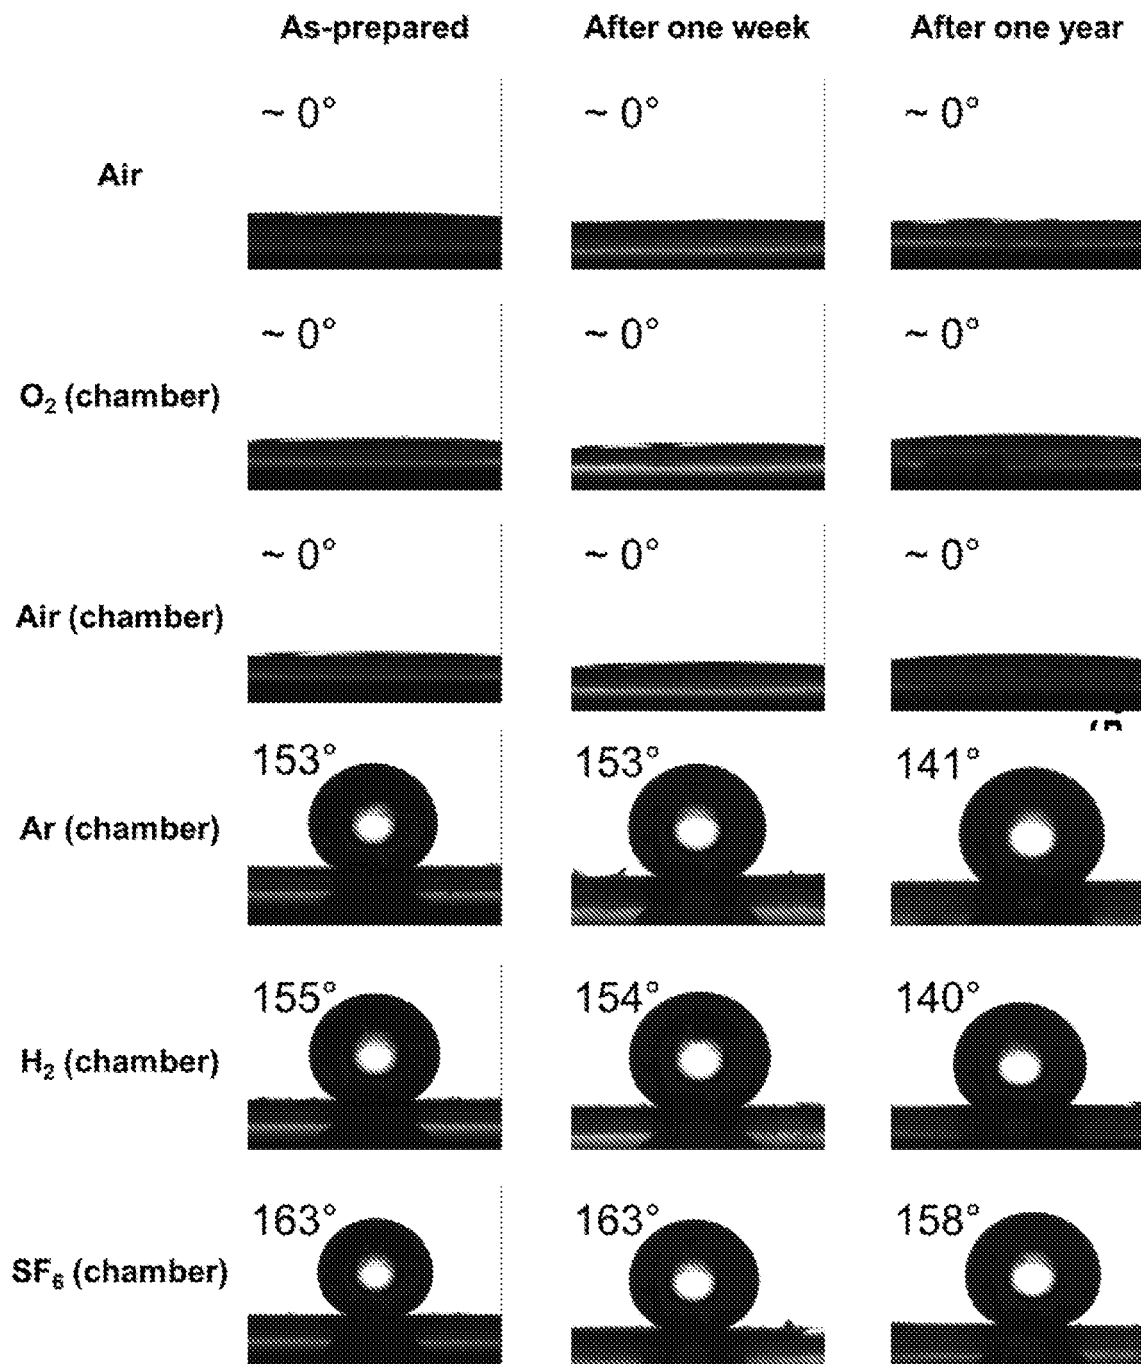 As-prepared After one week After one year
~ 0° ~ 0° ~ 0°
Air
~ 0° ~ 0° ~ 0°
O₂ (chamber)
~ 0° ~ 0° ~ 0°
Air (chamber)
153° 153° 141°
Ar (chamber)
155° 154° 140°
H₂ (chamber)
163° 163° 158°
SF₆ (chamber)